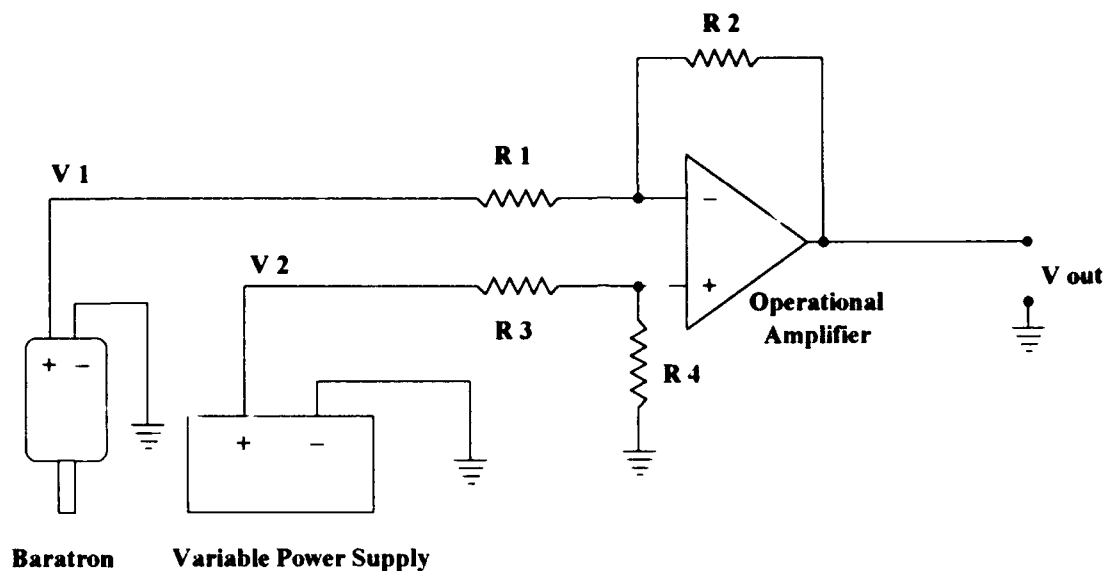 R 2
V 1
R 1
−
V 2
+
V out
R 3
Operational
Amplifier
+ −
R 4
+ −
Baratron
Variable Power Supply